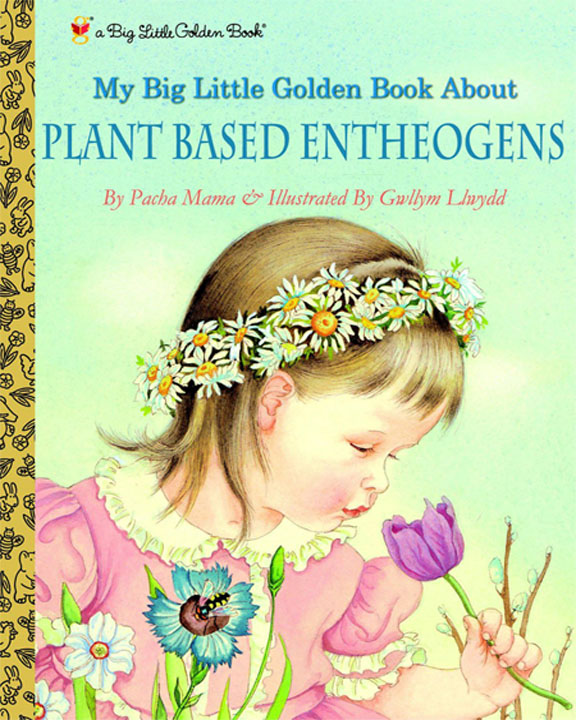 a Big Little Golden Book®
My Big Little Golden Book About
PLANT BASED ENTHEOGENS
By Pacha Mama & Illustrated By Gwllym Llwydd